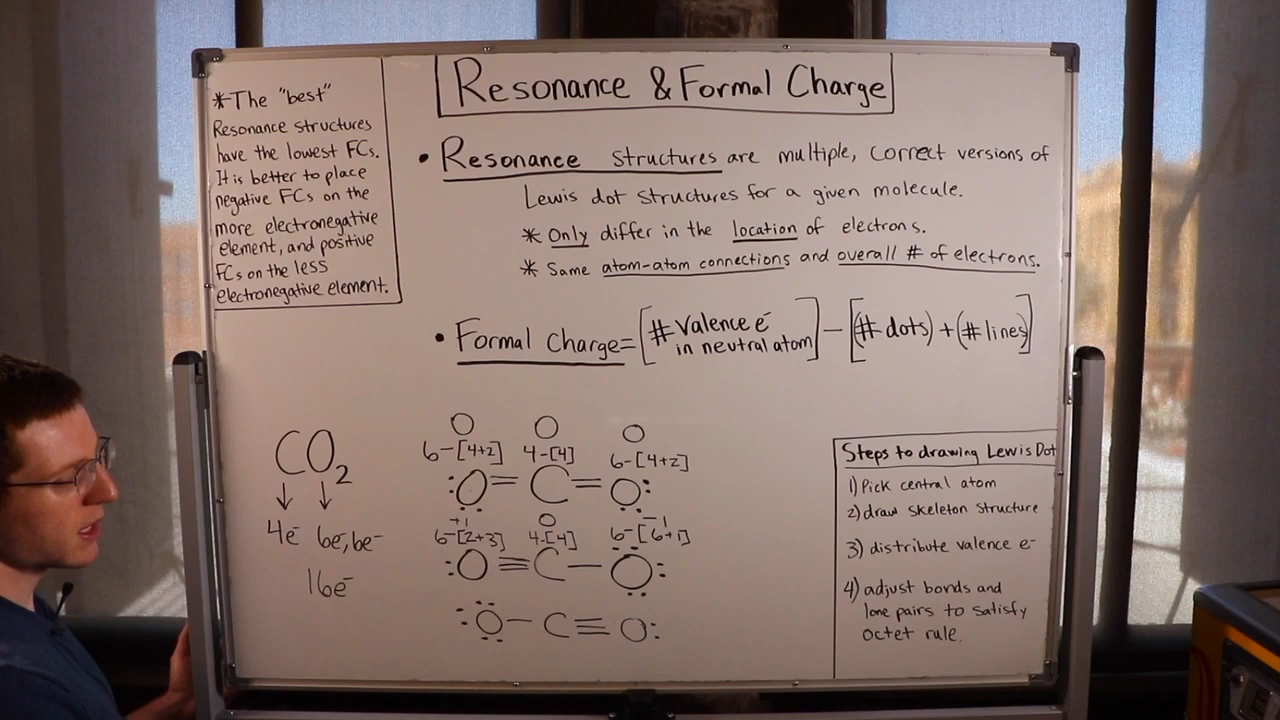 Resonance & Formal Charge
*The "best"
Resonance structures
have the lowest FCs.
It is better to place
negative FCs on the
more electronegative
element, and positive
FCs on the less
electronegative element.
• Resonance structures are multiple, correct versions of
Lewis dot structures for a given molecule.
* Only differ in the location of electrons.
* Same atom-atom connections and overall # of electrons.
• Formal Charge = [# valence e- in neutral atom] - [(# dots) + (# lines)]
CO2
↓ ↓
4e- 6e-, 6e-
16e-
O O O
6-[4+2] 4-[4] 6-[4+2]
:O=C=O:
+1 O -1
6-[2+3] 4-[4] 6-[6+1]
:O≡C-O:
:O-C≡O:
Steps to drawing Lewis Dot
1) Pick central atom
2) draw skeleton structure
3) distribute valence e-
4) adjust bonds and
lone pairs to satisfy
octet rule.